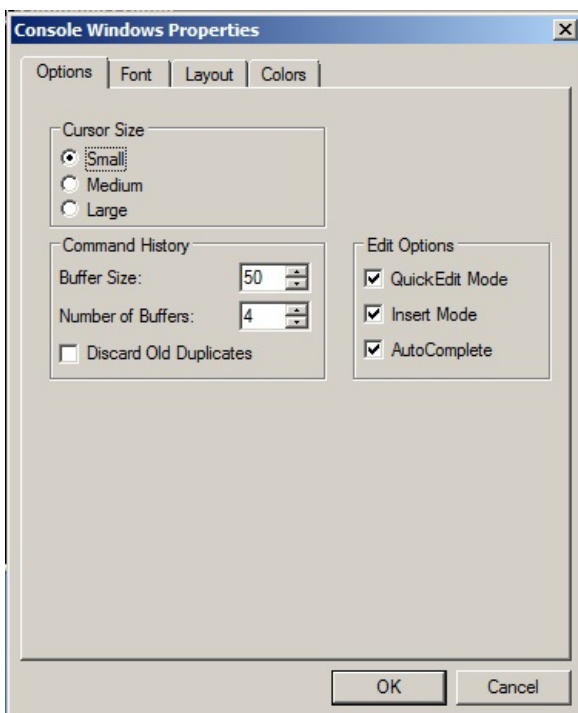 Console Windows Properties
Options
Font
Layout
Colors
Cursor Size
Small
Medium
Large
Command History
Buffer Size:
50
Number of Buffers:
4
Discard Old Duplicates
Edit Options
QuickEdit Mode
Insert Mode
AutoComplete
OK
Cancel